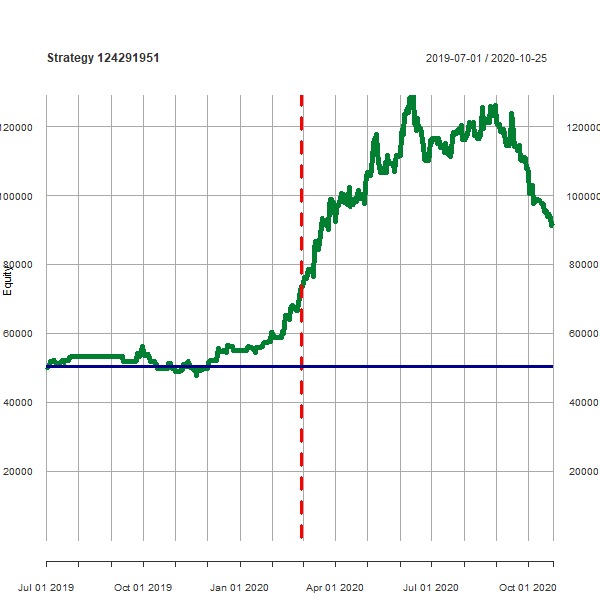 Strategy 124291951 2019-07-01 / 2020-10-25
120000 120000
100000 100000
80000 80000
Equity
60000 60000
40000 40000
20000 20000
Jul 01 2019 Oct 01 2019 Jan 01 2020 Apr 01 2020 Jul 01 2020 Oct 01 2020